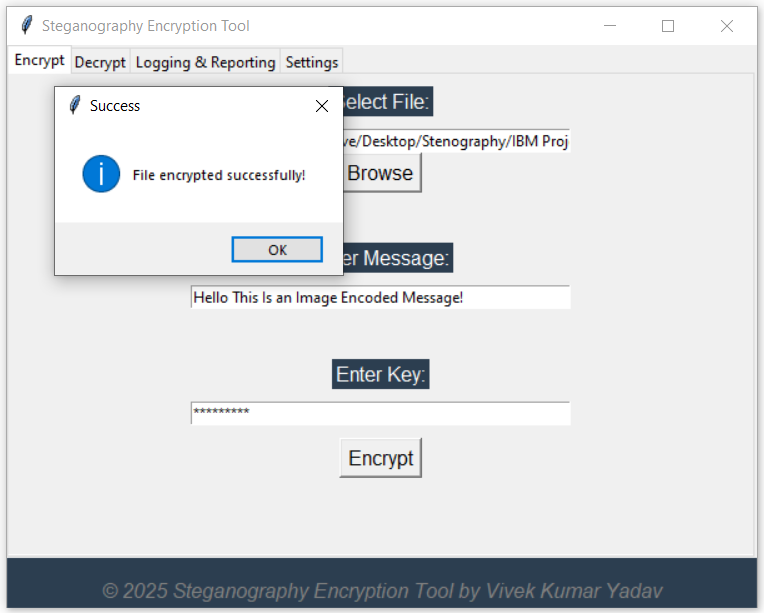 Steganography Encryption Tool
Encrypt Decrypt Logging & Reporting Settings
Success
File encrypted successfully!
OK
Select File:
ve/Desktop/Stenography/IBM Proj
Browse
er Message:
Hello This Is an Image Encoded Message!
Enter Key:
*********
Encrypt
© 2025 Steganography Encryption Tool by Vivek Kumar Yadav